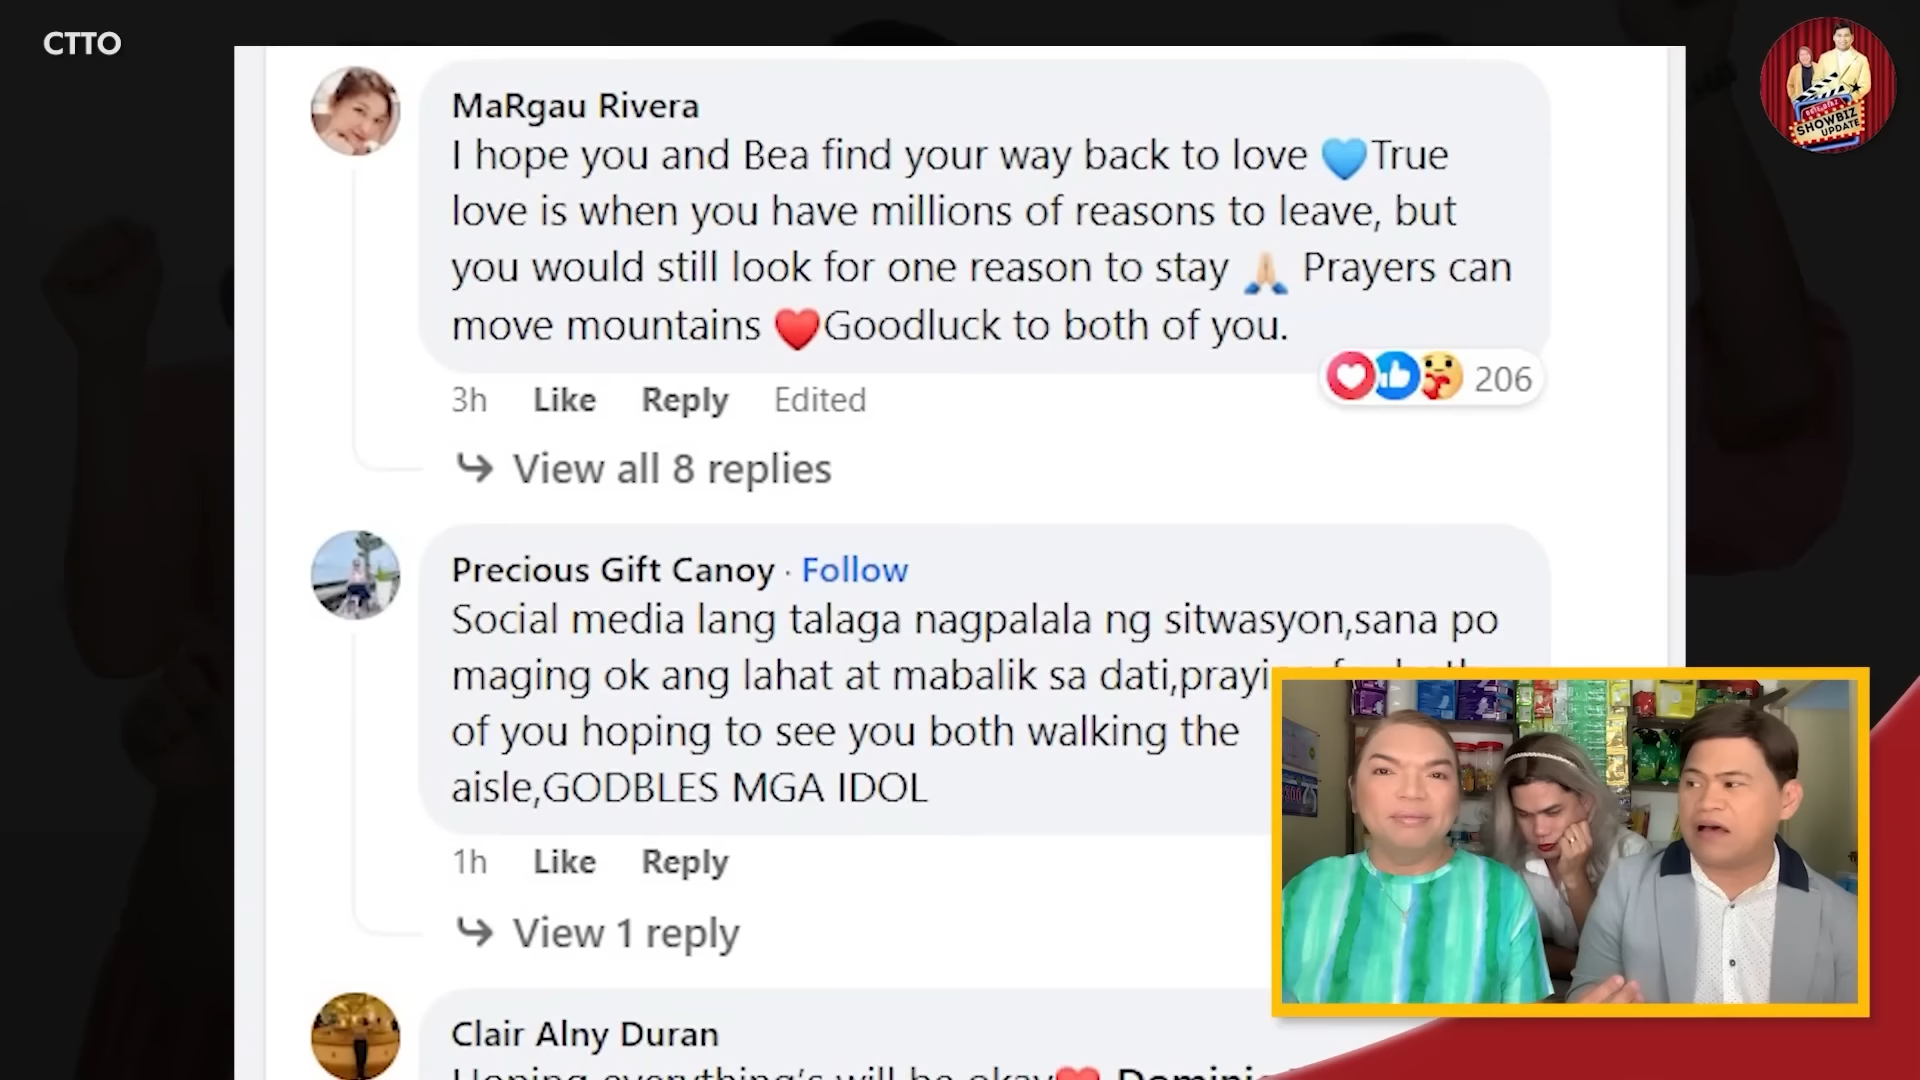 CTTO
SHOWBIZ
UPDATE
MaRgau Rivera
I hope you and Bea find your way back to love 💙True
love is when you have millions of reasons to leave, but
you would still look for one reason to stay 🙏🏻 Prayers can
move mountains ❤️Goodluck to both of you.
206
3h Like Reply Edited
View all 8 replies
Precious Gift Canoy · Follow
Social media lang talaga nagpalala ng sitwasyon,sana po
maging ok ang lahat at mabalik sa dati,
of you hoping to see you both walking the
aisle,GODBLES MGA IDOL
1h Like Reply
View 1 reply
Clair Alny Duran
Hoping everything's will be okay❤️